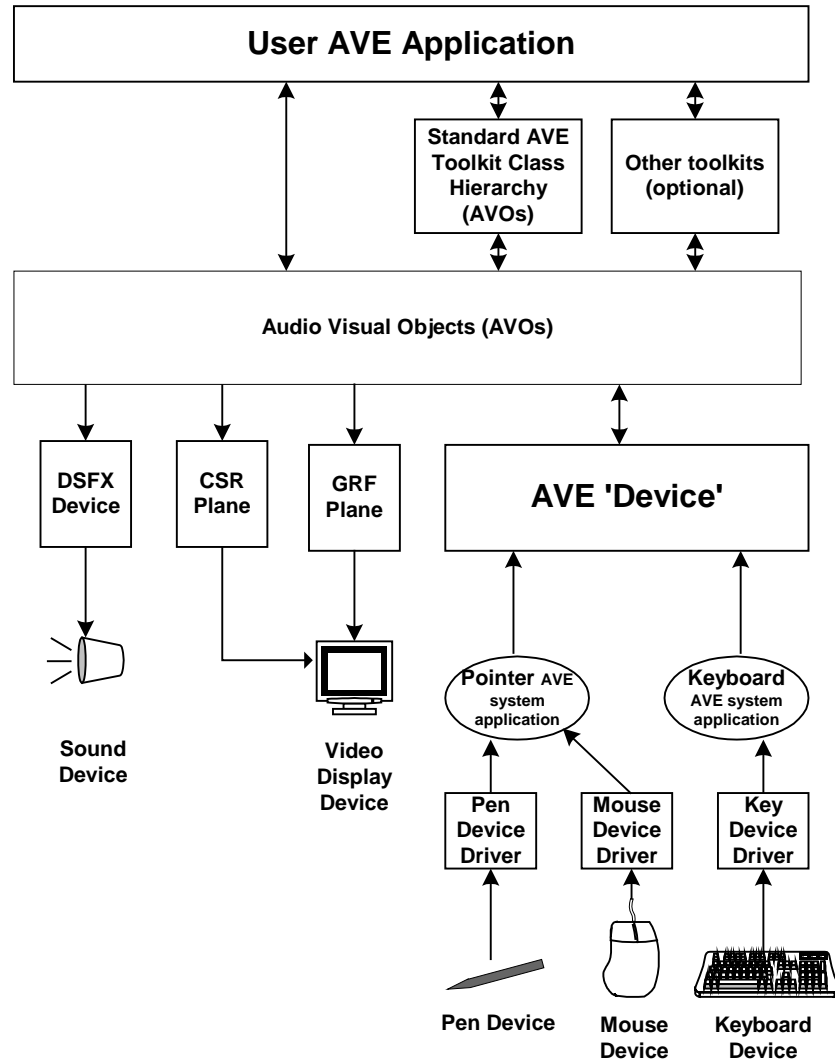 User AVE Application
Standard AVE
Toolkit Class
Hierarchy
(AVOs)
Other toolkits
(optional)
Audio Visual Objects (AVOs)
DSFX
Device
CSR
Plane
GRF
Plane
AVE 'Device'
Pointer AVE
system
application
Keyboard
AVE system
application
Sound
Device
Video
Display
Device
Pen
Device
Driver
Mouse
Device
Driver
Key
Device
Driver
Pen Device
Mouse
Device
Keyboard
Device